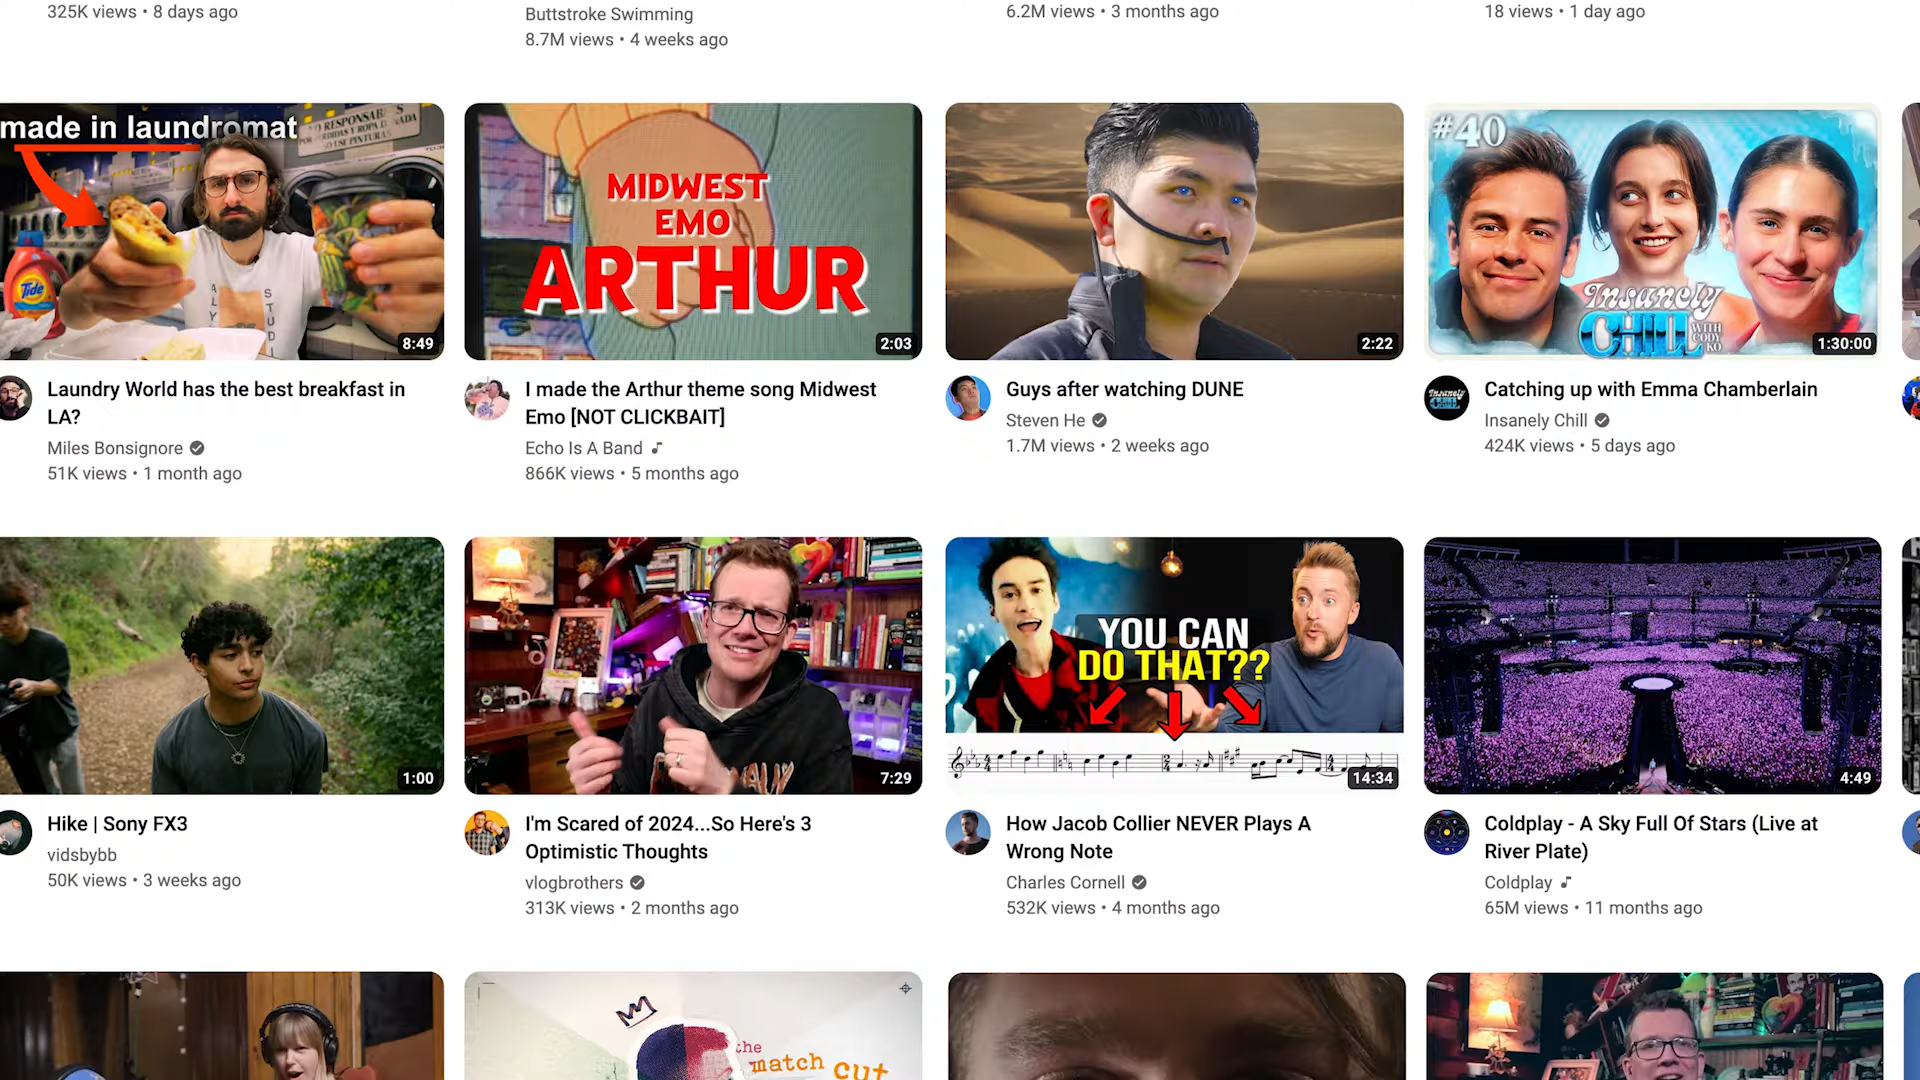 325K views • 8 days ago
Buttstroke Swimming
8.7M views • 4 weeks ago
6.2M views • 3 months ago
18 views • 1 day ago
made in laundromat
NO RESPONSAB
Tide
8:49
MIDWEST
EMO
ARTHUR
2:03
2:22
#40
Insanely
CHILL
WITH
CODY
KO
1:30:00
Laundry World has the best breakfast in
LA?
Miles Bonsignore
51K views • 1 month ago
I made the Arthur theme song Midwest
Emo [NOT CLICKBAIT]
Echo Is A Band
866K views • 5 months ago
Guys after watching DUNE
Steven He
1.7M views • 2 weeks ago
Insanely
CHILL
Catching up with Emma Chamberlain
Insanely Chill
424K views • 5 days ago
1:00
7:29
YOU CAN
DO THAT??
14:34
4:49
Hike | Sony FX3
vidsbybb
50K views • 3 weeks ago
I'm Scared of 2024...So Here's 3
Optimistic Thoughts
vlogbrothers
313K views • 2 months ago
How Jacob Collier NEVER Plays A
Wrong Note
Charles Cornell
532K views • 4 months ago
Coldplay - A Sky Full Of Stars (Live at
River Plate)
Coldplay
65M views • 11 months ago
the
match cut